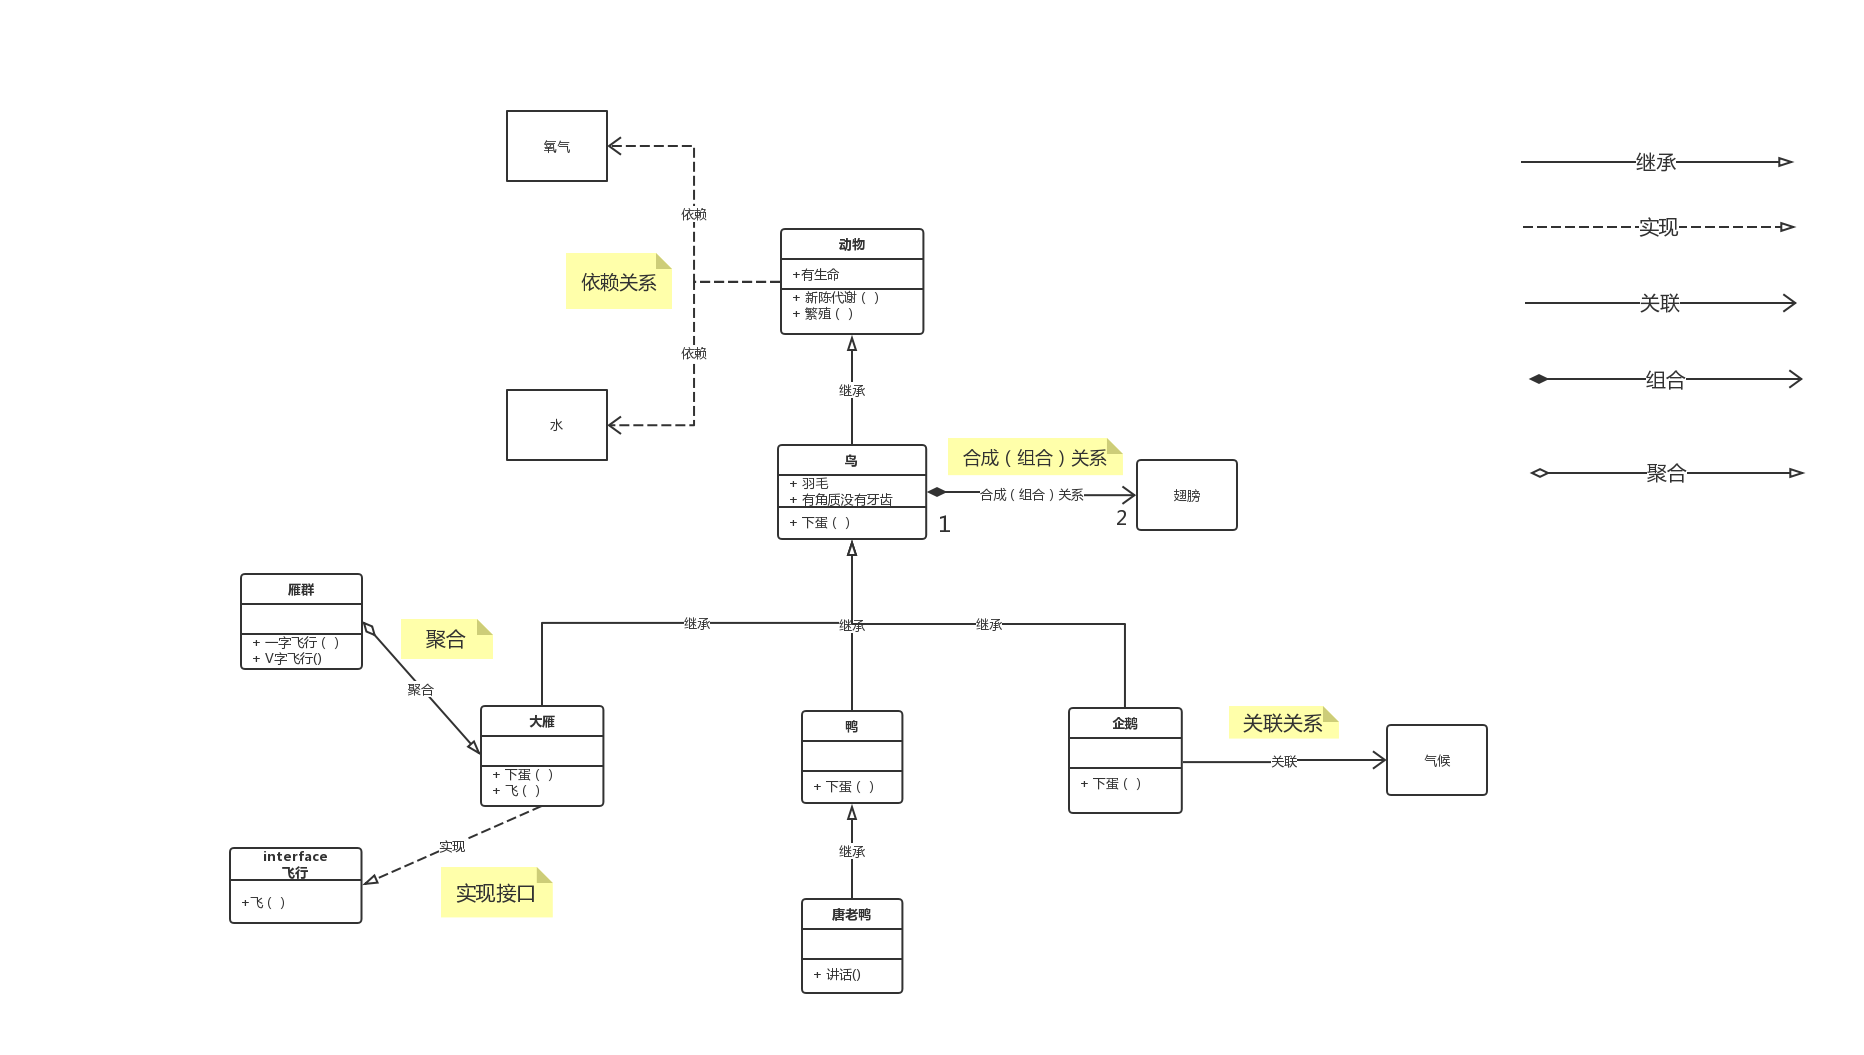 氧气
继承
依赖
实现
动物
依赖关系
+有生命
+ 新陈代谢 ( )
+ 繁殖 ( )
关联
依赖
组合
继承
水
鸟
合成 ( 组合 ) 关系
聚合
+ 羽毛
+ 有角质没有牙齿
合成 ( 组合 ) 关系
翅膀
+ 下蛋 ( )
1
2
雁群
继承
继承
继承
聚合
+ 一字飞行 ( )
+ V字飞行()
聚合
大雁
鸭
企鹅
关联关系
关联
气候
+ 下蛋 ( )
+ 飞 ( )
+ 下蛋 ( )
+ 下蛋 ( )
实现
继承
interface
飞行
+飞 ( )
实现接口
唐老鸭
+ 讲话()